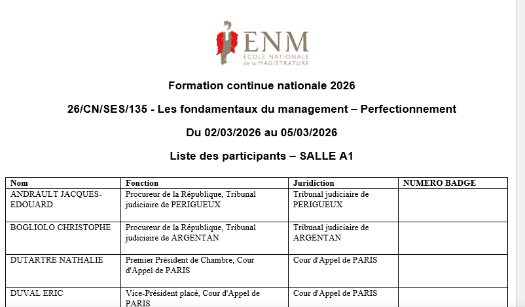 ENM
ÉCOLE NATIONALE
de la MAGISTRATURE
Formation continue nationale 2026
26/CN/SES/135 - Les fondamentaux du management – Perfectionnement
Du 02/03/2026 au 05/03/2026
Liste des participants – SALLE A1
Nom Fonction Juridiction NUMERO BADGE
ANDRAULT JACQUES- Procureur de la République, Tribunal Tribunal judiciaire de
EDOUARD judiciaire de PERIGUEUX PERIGUEUX
BOGLIOLO CHRISTOPHE Procureur de la République, Tribunal Tribunal judiciaire de
judiciaire de ARGENTAN ARGENTAN
DUTARTRE NATHALIE Premier Président de Chambre, Cour Cour d'Appel de PARIS
d'Appel de PARIS
DUVAL ERIC Vice-Président placé, Cour d'Appel de Cour d'Appel de PARIS
PARIS